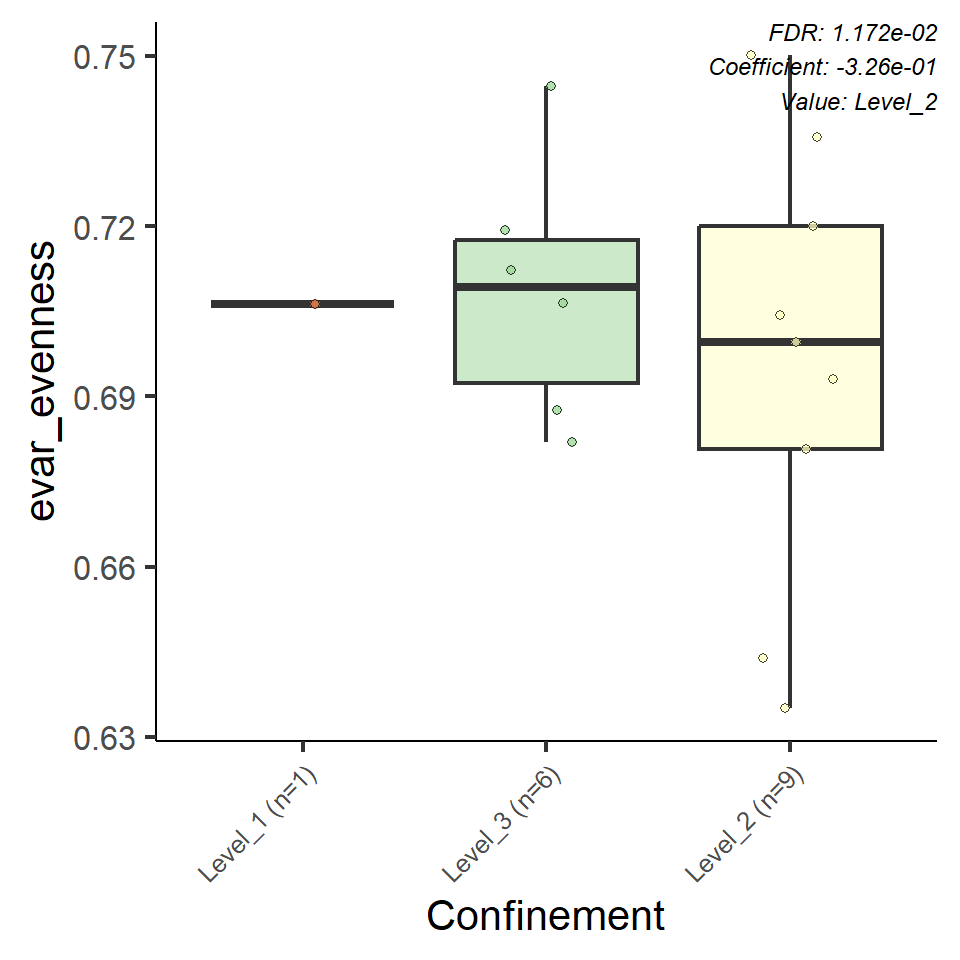 FDR: 1.172e-02
Coefficient: -3.26e-01
Value: Level_2
0.75
0.72
0.69
0.66
0.63
evar_evenness
Level_1 (n=1)
Level_3 (n=6)
Level_2 (n=9)
Confinement